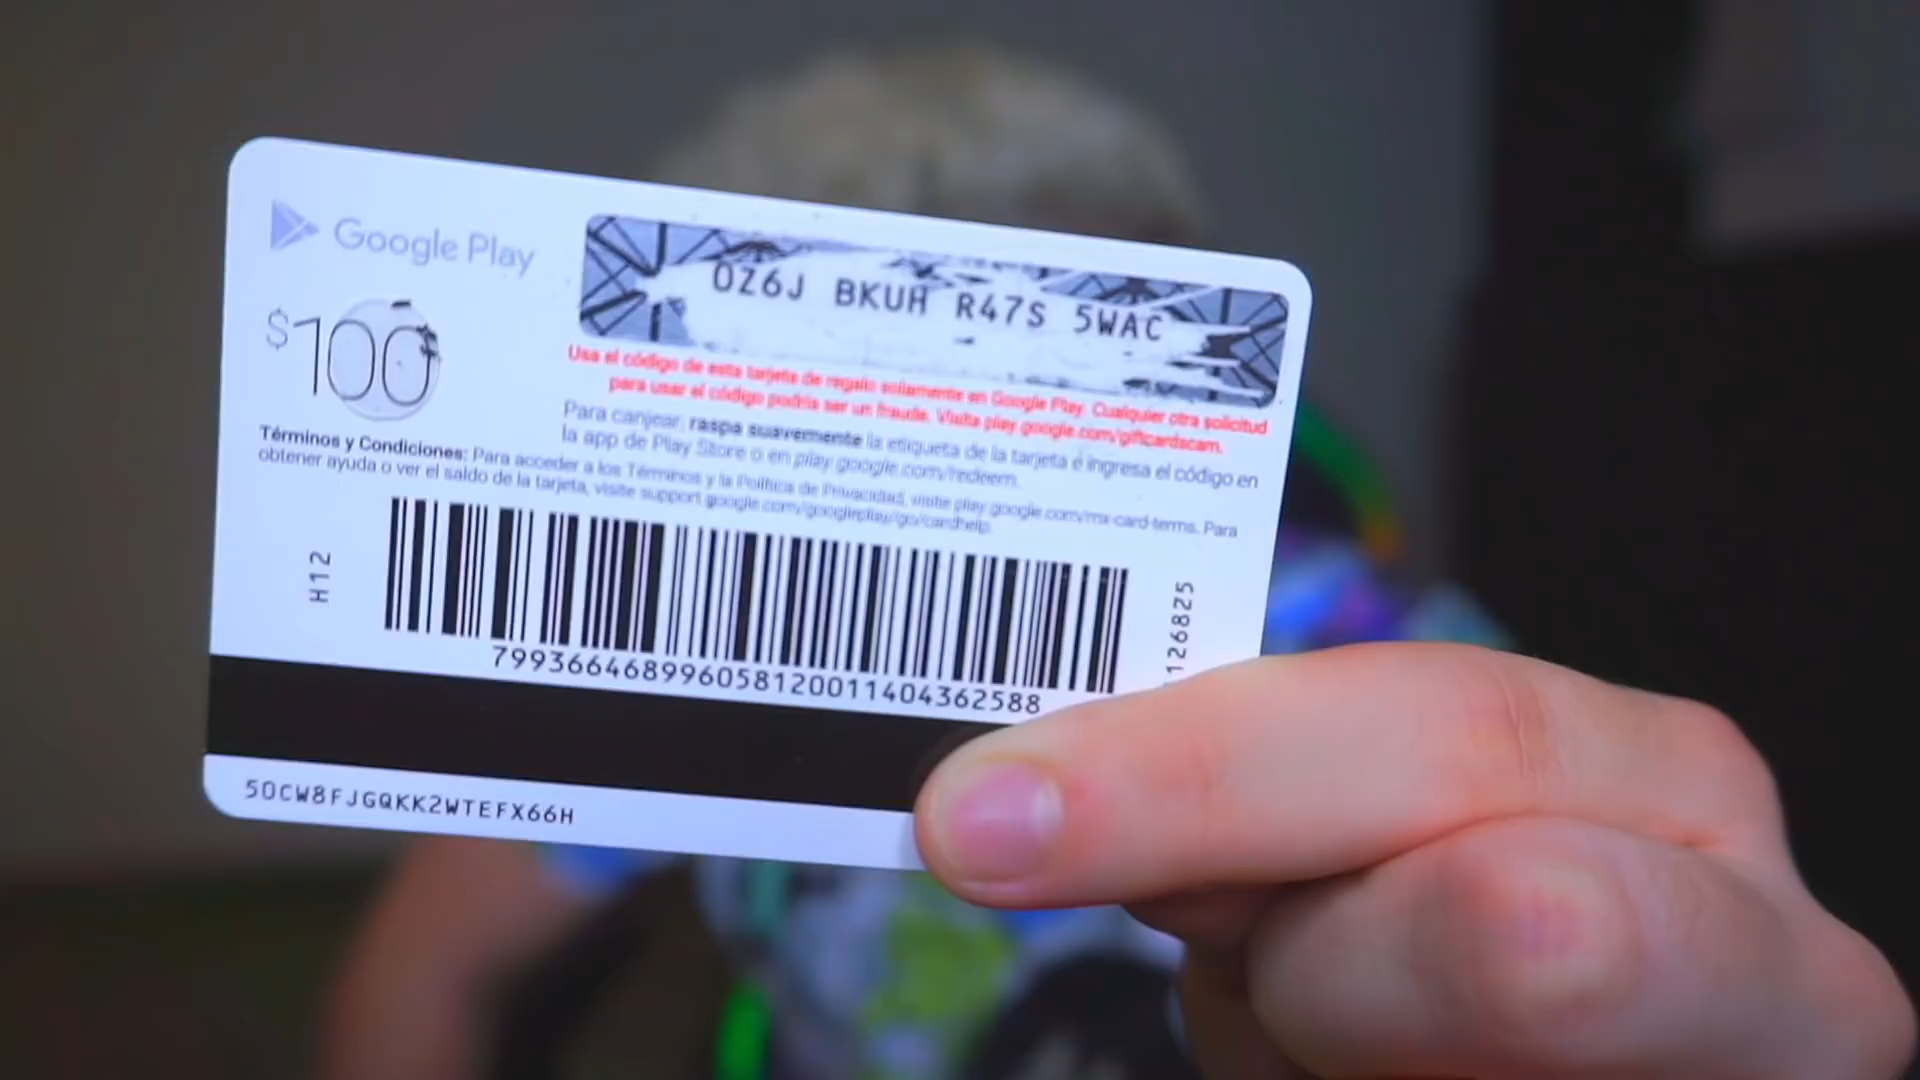 Google Play
$100
0Z6J BKUH R47S 5WAC
Usa el código de esta tarjeta de regalo solamente en Google Play. Cualquier otra solicitud
para usar el código podría ser un fraude. Visita play.google.com/giftcardscam.
Para canjear, raspa suavemente la etiqueta de la tarjeta e ingresa el código en
la app de Play Store o en play.google.com/redeem.
Términos y Condiciones: Para acceder a los Términos y la Política de Privacidad, visite play.google.com/mx-card-terms. Para
obtener ayuda o ver el saldo de la tarjeta, visite support.google.com/googleplay/go/cardhelp.
H12
799366468996058120011404362588
126825
50CW8FJGQKK2WTEFX66H